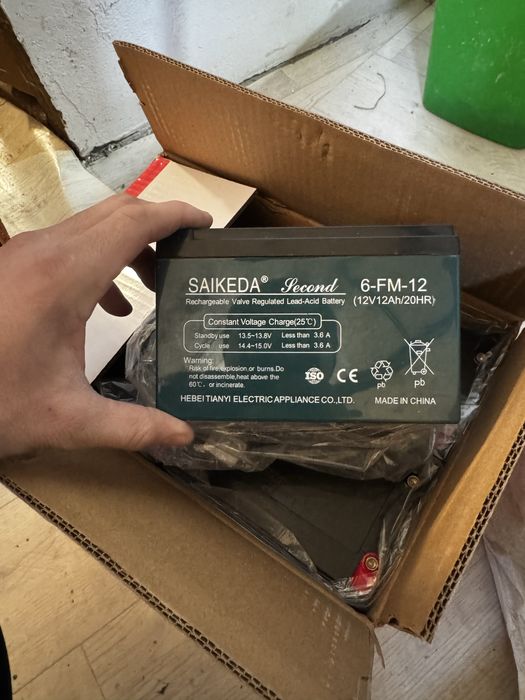 SAIKEDA® Second
Rechargeable Valve Regulated Lead-Acid Battery
6-FM-12
(12V12Ah/20HR)
Constant Voltage Charge(25℃)
Standby use 13.5~13.8V Less than 3.6 A
Cycle use 14.4~15.0V Less than 3.6 A
Warning:
Risk of fire,explosion,or burns.Do
not disassemble,heat above the
60℃, or incinerate.
ISO CE pb pb
HEBEI TIANYI ELECTRIC APPLIANCE CO.,LTD.
MADE IN CHINA